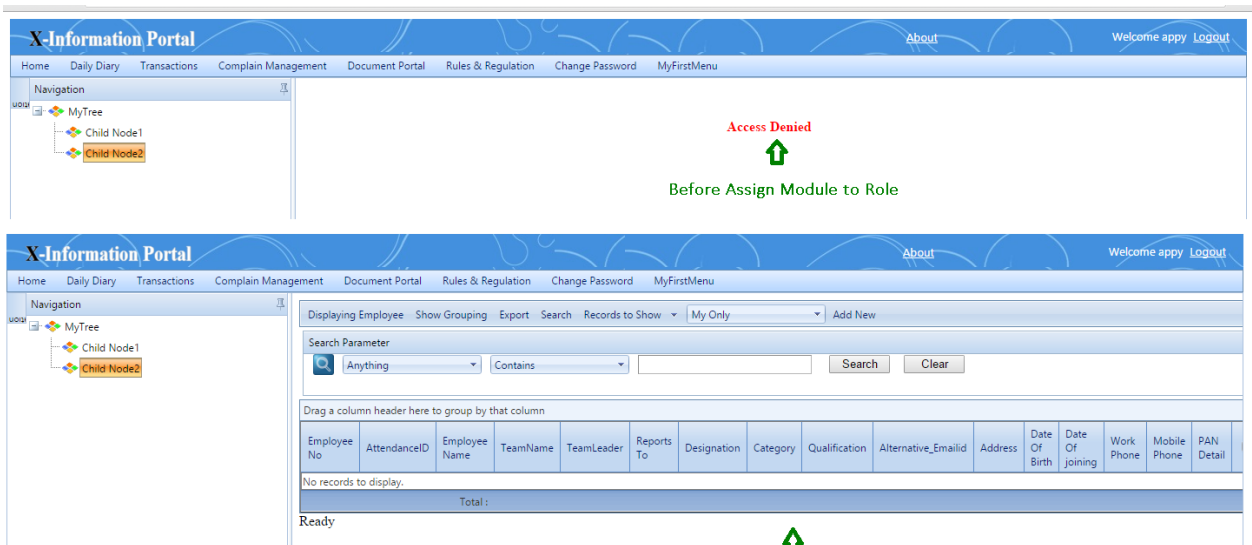 X-Information Portal
About
Welcome appy Logout
Home Daily Diary Transactions Complain Management Document Portal Rules & Regulation Change Password MyFirstMenu
Navigation
MyTree
Child Node1
Child Node2
Access Denied
Before Assign Module to Role
X-Information Portal
About
Welcome appy Logout
Home Daily Diary Transactions Complain Management Document Portal Rules & Regulation Change Password MyFirstMenu
Navigation
MyTree
Child Node1
Child Node2
Displaying Employee Show Grouping Export Search Records to Show My Only Add New
Search Parameter
Anything Contains Search Clear
Drag a column header here to group by that column
Employee No AttendanceID Employee Name TeamName TeamLeader Reports To Designation Category Qualification Alternative_Emailid Address Date Of Birth Date Of joining Work Phone Mobile Phone PAN Detail
No records to display.
Total :
Ready